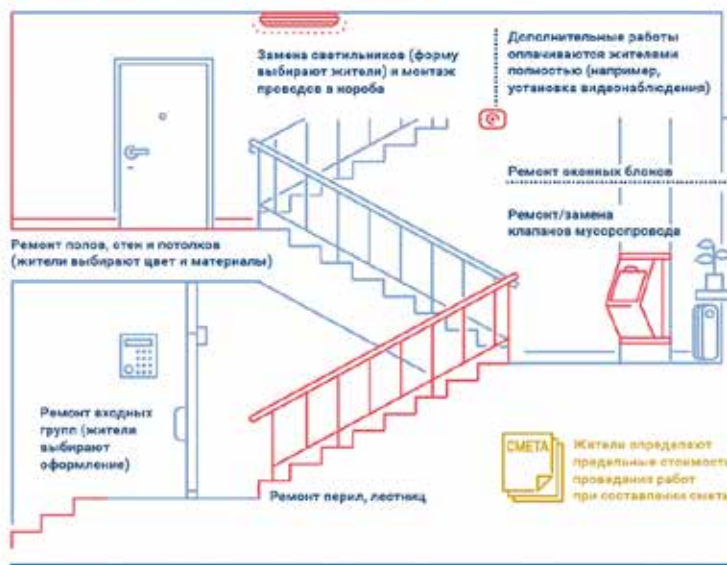 Замена светильников (форму
выбирают жители) и монтаж
проводов в короба
Дополнительные работы
оплачиваются жителями
полностью (например,
установка видеонаблюдения)
Ремонт оконных блоков
Ремонт/замена
клапанов мусоропровода
Ремонт полов, стен и потолков
(жители выбирают цвет и материалы)
Ремонт входных
групп (жители
выбирают
оформление)
Ремонт перил, лестниц
СМЕТА
Жители определяют
предельные стоимость
проведения работ
при составлении сметы